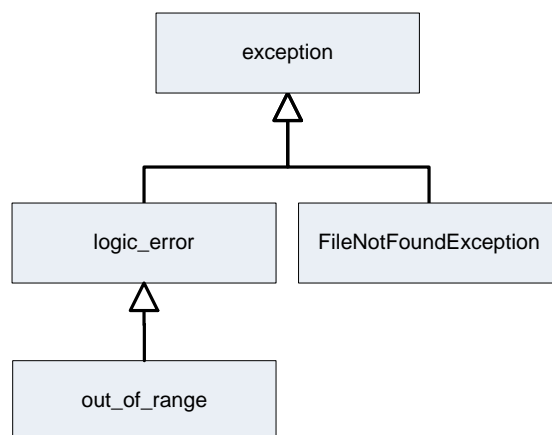 exception
logic_error
FileNotFoundException
out_of_range